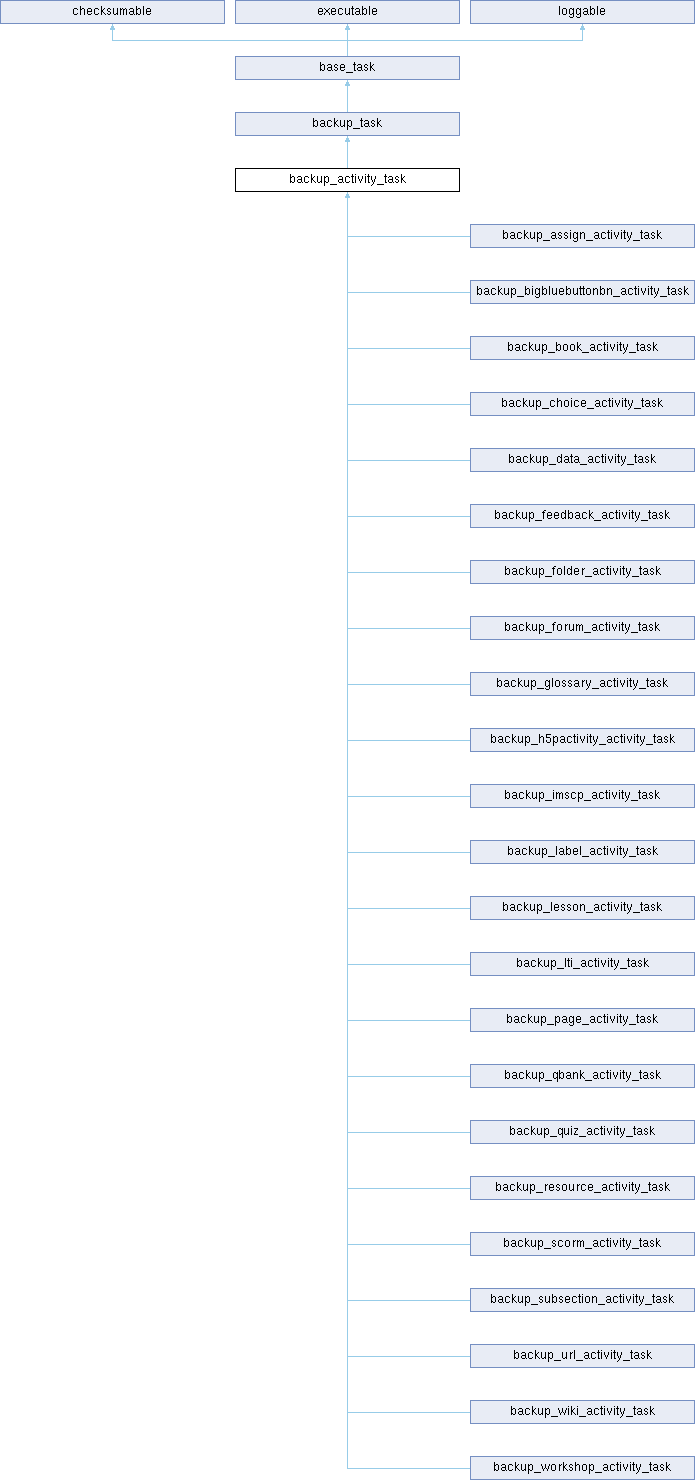 checksumable
executable
loggable
base_task
backup_task
backup_activity_task
backup_assign_activity_task
backup_bigbluebuttonbn_activity_task
backup_book_activity_task
backup_choice_activity_task
backup_data_activity_task
backup_feedback_activity_task
backup_folder_activity_task
backup_forum_activity_task
backup_glossary_activity_task
backup_h5pactivity_activity_task
backup_imscp_activity_task
backup_label_activity_task
backup_lesson_activity_task
backup_lti_activity_task
backup_page_activity_task
backup_qbank_activity_task
backup_quiz_activity_task
backup_resource_activity_task
backup_scorm_activity_task
backup_subsection_activity_task
backup_url_activity_task
backup_wiki_activity_task
backup_workshop_activity_task